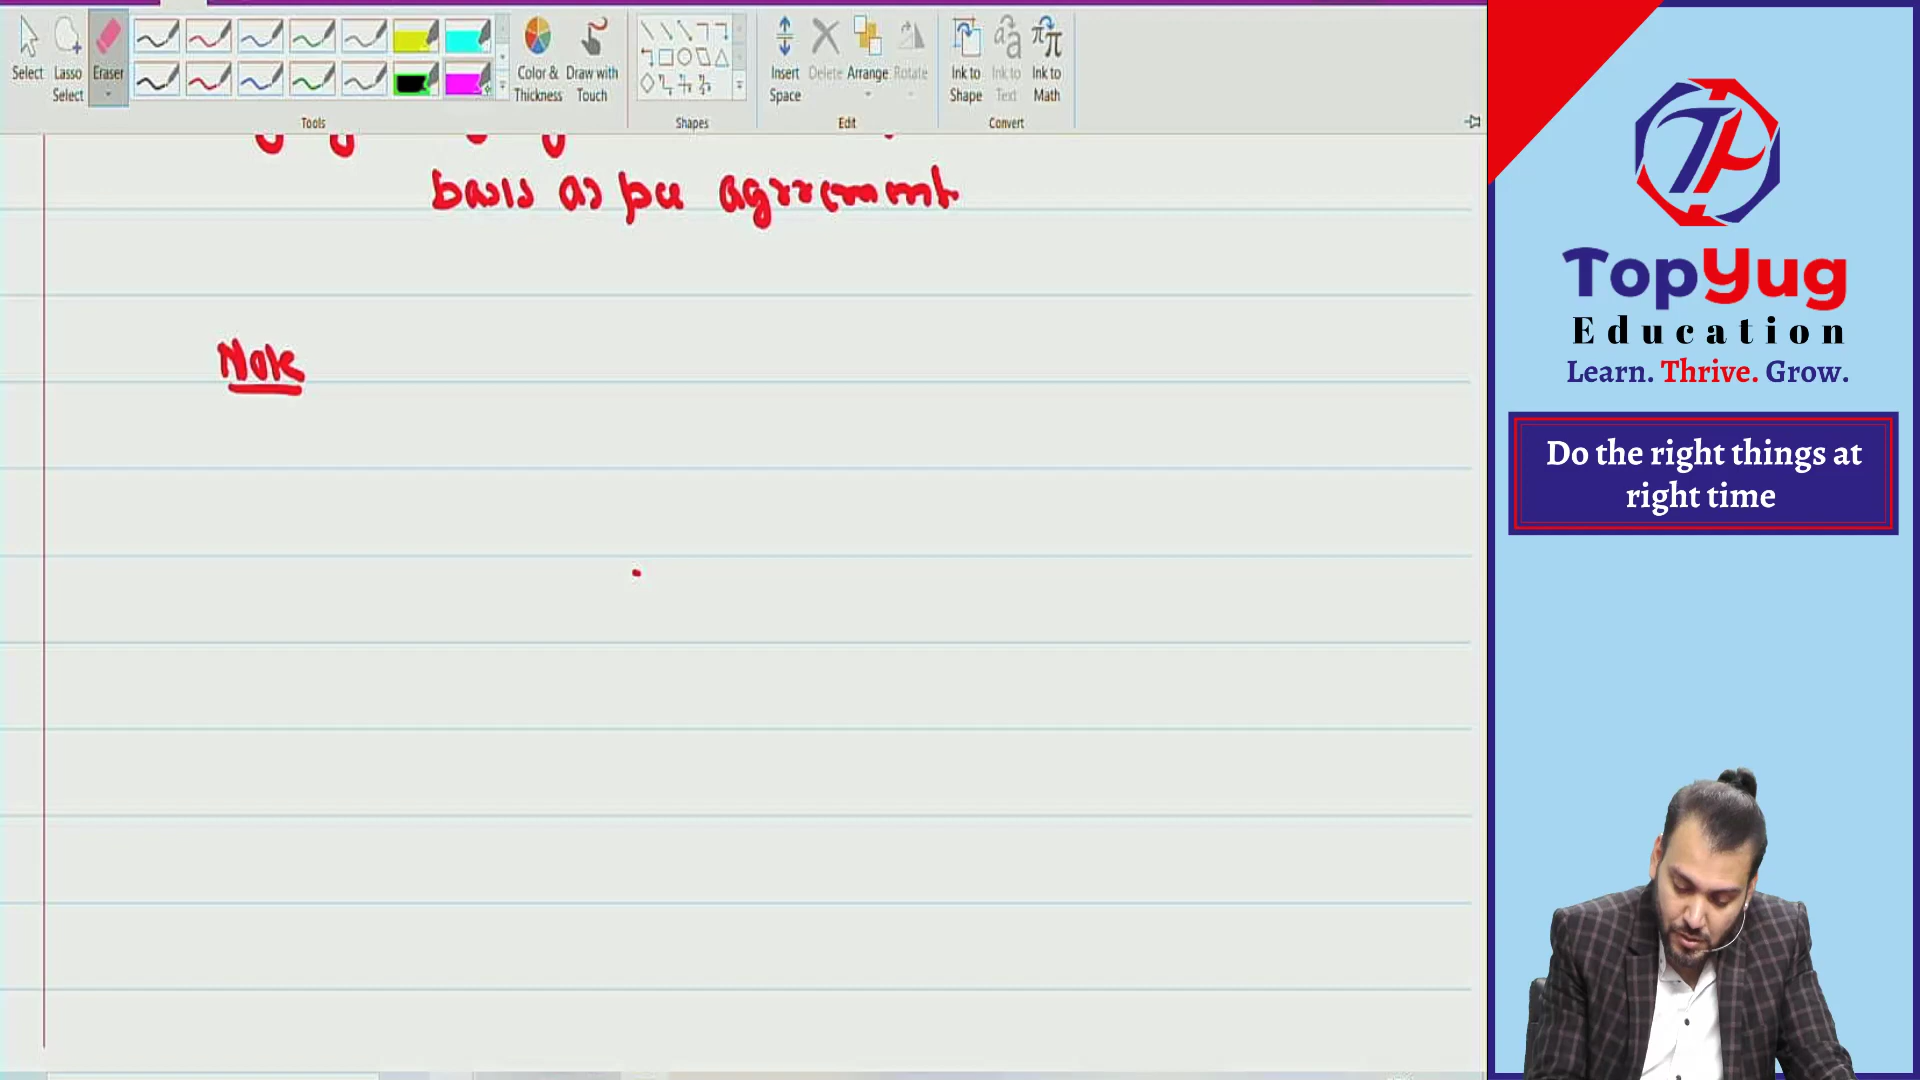 Select
Lasso Select
Eraser
Color & Thickness
Draw with Touch
Insert Space
Delete
Arrange
Rotate
Ink to Shape
Ink to Text
Ink to Math
Tools
Shapes
Edit
Convert
basis as per agreement
Note
TopYug
Education
Learn. Thrive. Grow.
Do the right things at
right time